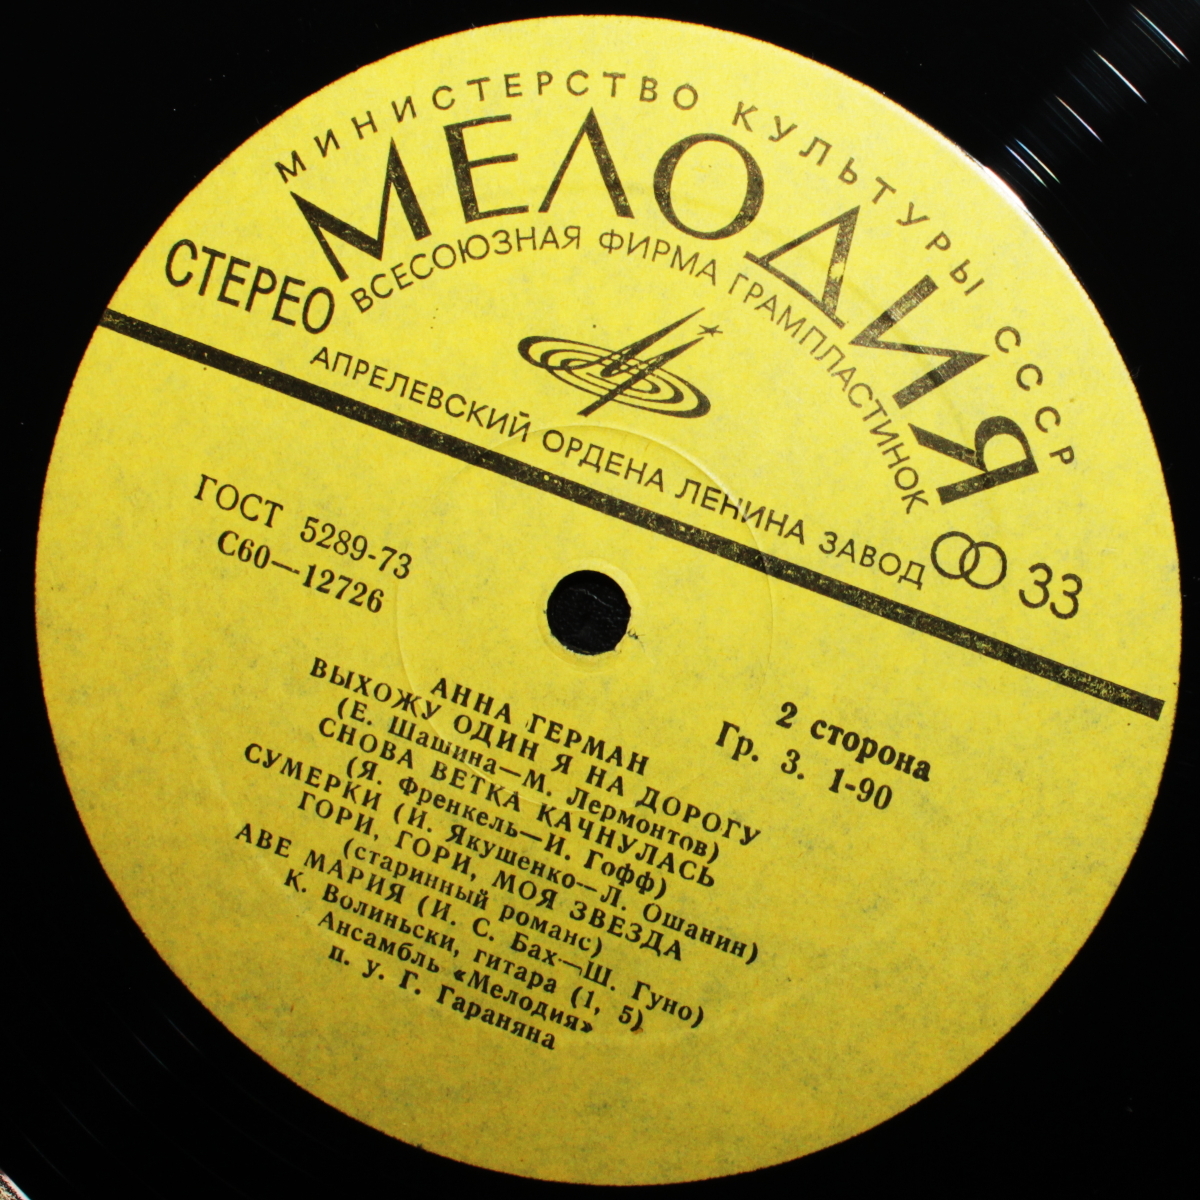 МИНИСТЕРСТВО КУЛЬТУРЫ СССР
МЕЛОДИЯ
ВСЕСОЮЗНАЯ ФИРМА ГРАМПЛАСТИНОК
СТЕРЕО
АПРЕЛЕВСКИЙ ОРДЕНА ЛЕНИНА ЗАВОД
33
ГОСТ 5289-73
С60—12726
2 сторона
Гр. 3. 1-90
АННА ГЕРМАН
ВЫХОЖУ ОДИН Я НА ДОРОГУ
(Е. Шашина—М. Лермонтов)
СНОВА ВЕТКА КАЧНУЛАСЬ
(Я. Френкель—И. Гофф)
СУМЕРКИ (И. Якушенко—Л. Ошанин)
ГОРИ, ГОРИ, МОЯ ЗВЕЗДА
(старинный романс)
АВЕ МАРИЯ (И. С. Бах—Ш. Гуно)
К. Волиньски, гитара (1, 5)
Ансамбль «Мелодия»
п. у. Г. Гараняна